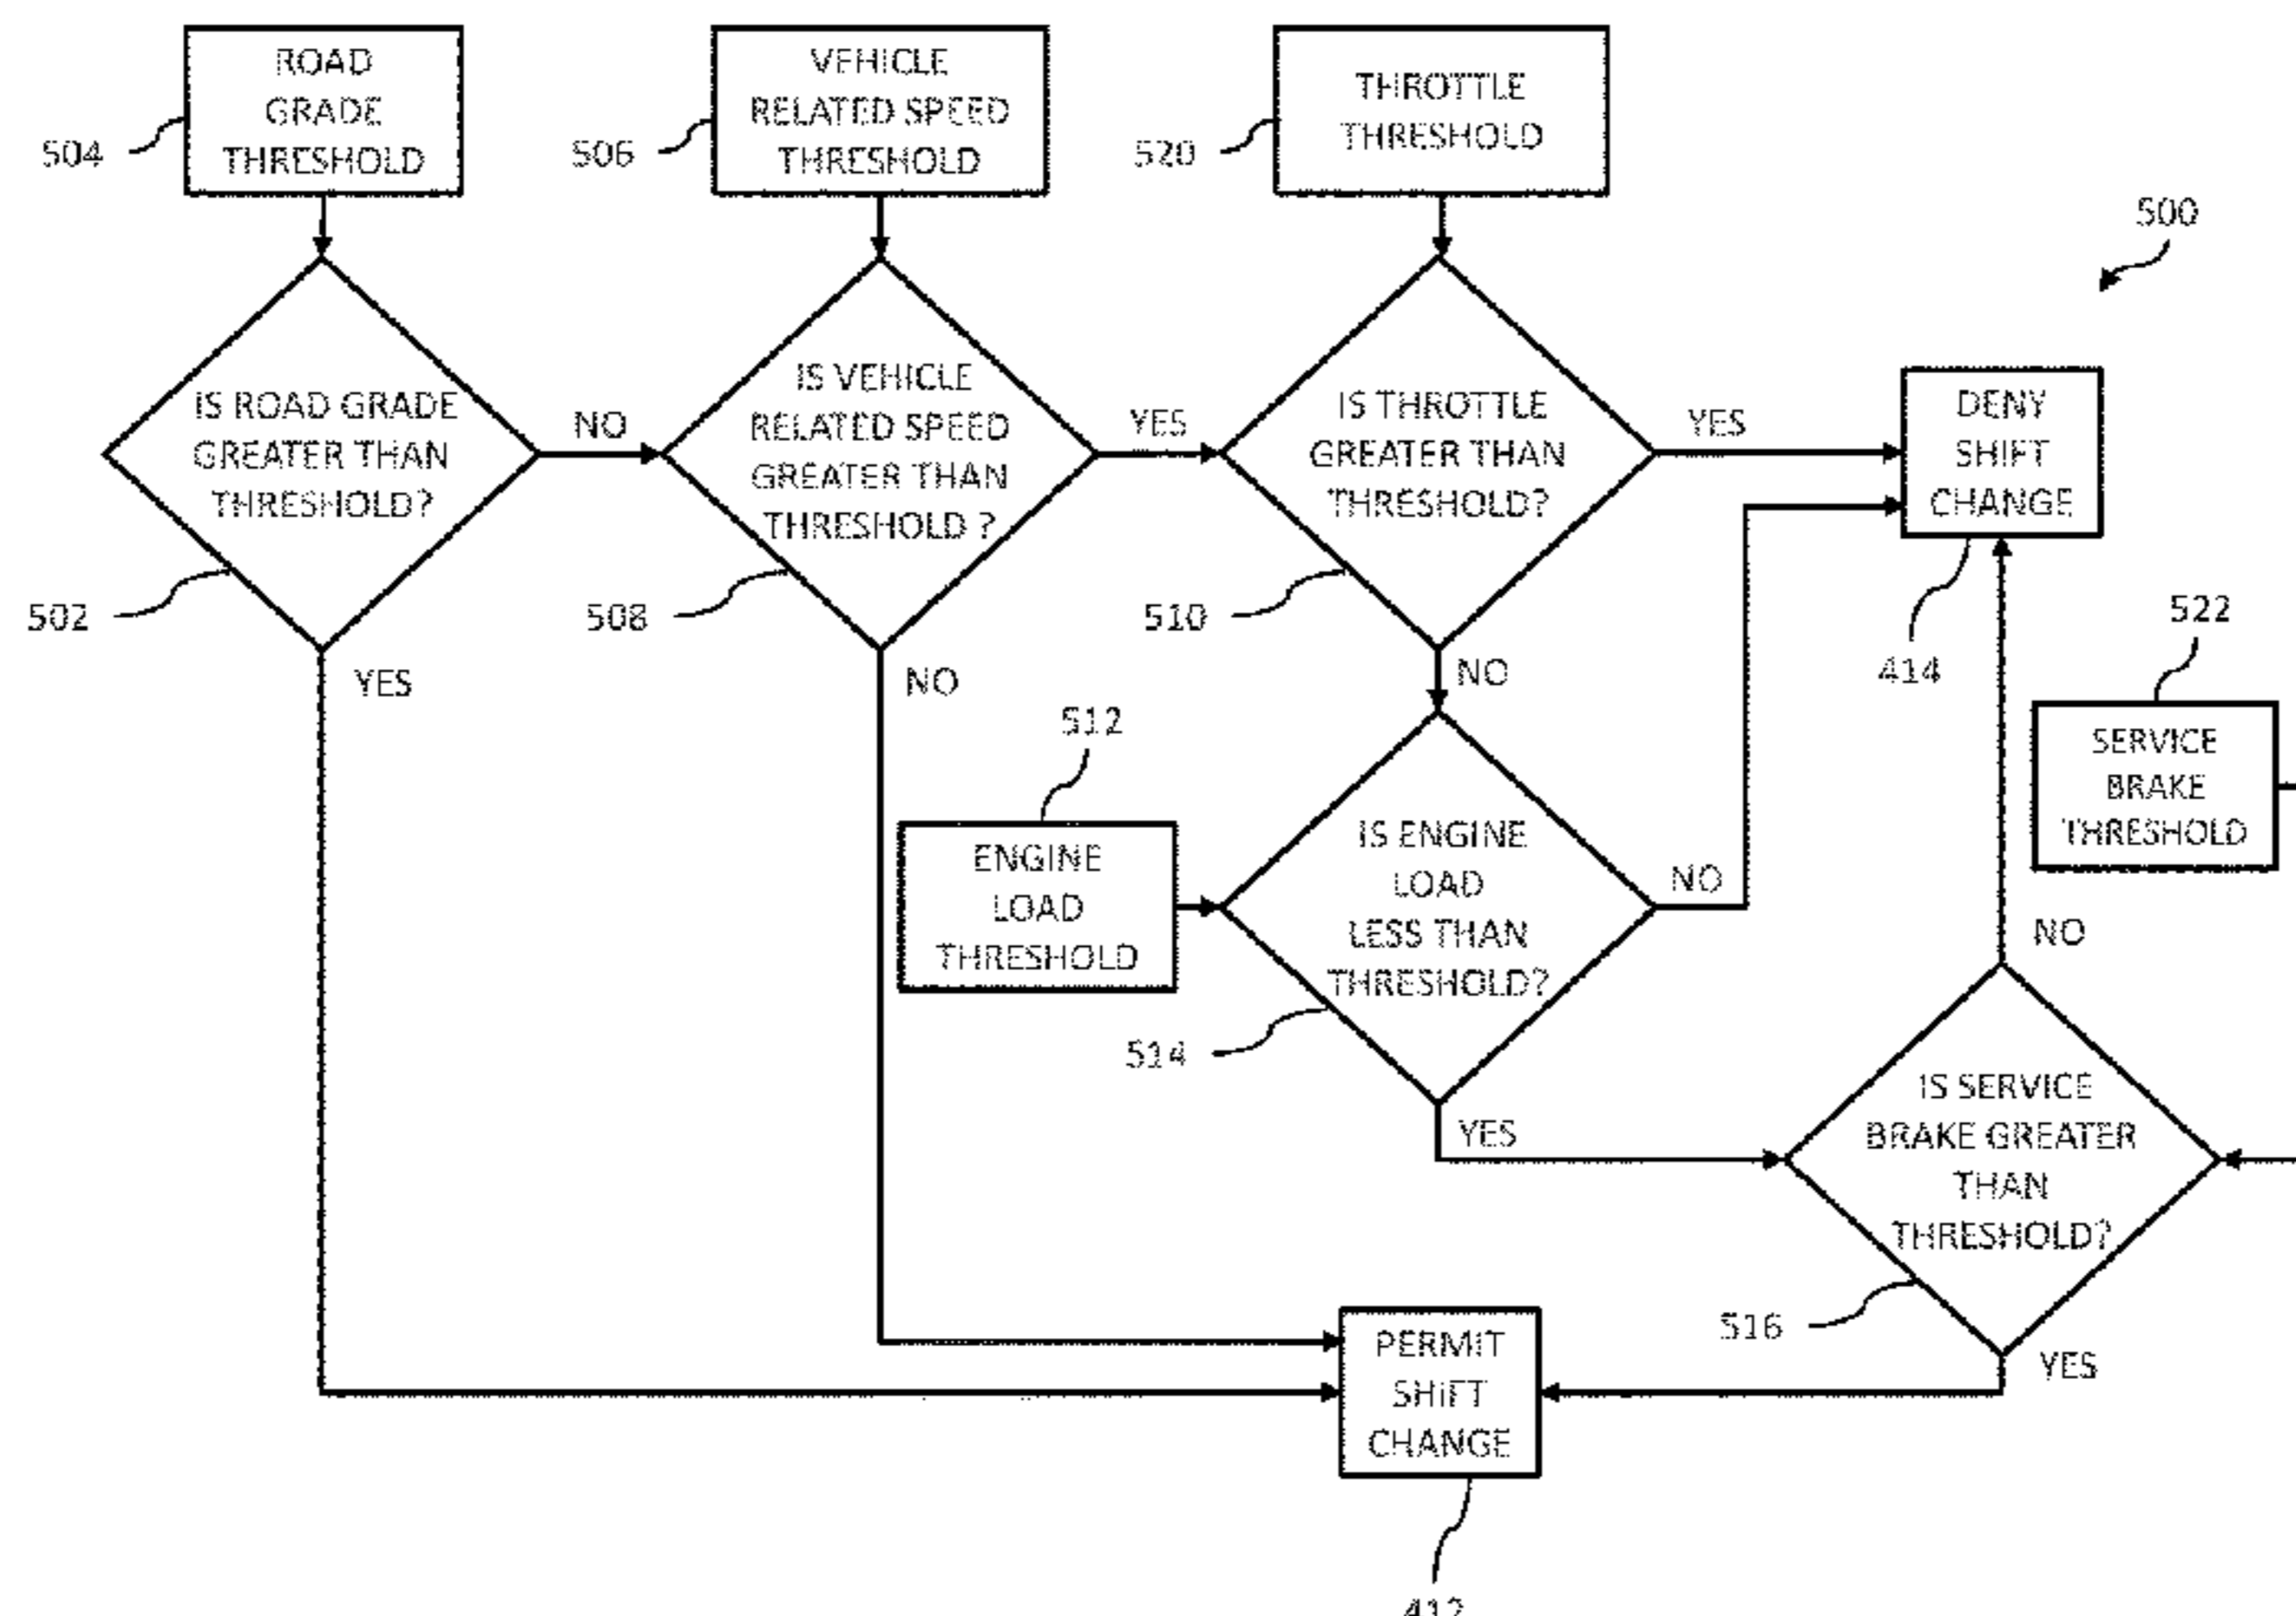 ROAD
GRADE
THRESHOLD
504
VEHICLE
RELATED SPEED
THRESHOLD
506
THROTTLE
THRESHOLD
520
500
IS ROAD GRADE
GREATER THAN
THRESHOLD?
502
NO
YES
IS VEHICLE
RELATED SPEED
GREATER THAN
THRESHOLD ?
508
YES
NO
IS THROTTLE
GREATER THAN
THRESHOLD?
510
YES
NO
DENY
SHIFT
CHANGE
414
522
SERVICE
BRAKE
THRESHOLD
512
ENGINE
LOAD
THRESHOLD
IS ENGINE
LOAD
LESS THAN
THRESHOLD?
514
NO
YES
NO
IS SERVICE
BRAKE GREATER
THAN
THRESHOLD?
516
YES
PERMIT
SHIFT
CHANGE
412